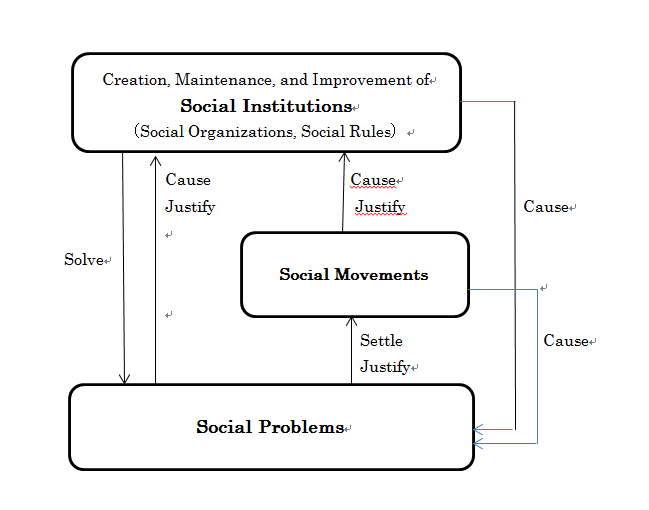 Creation, Maintenance, and Improvement of
Social Institutions
(Social Organizations, Social Rules)
Cause
Justify
Cause
Justify
Cause
Solve
Social Movements
Settle
Justify
Cause
Social Problems